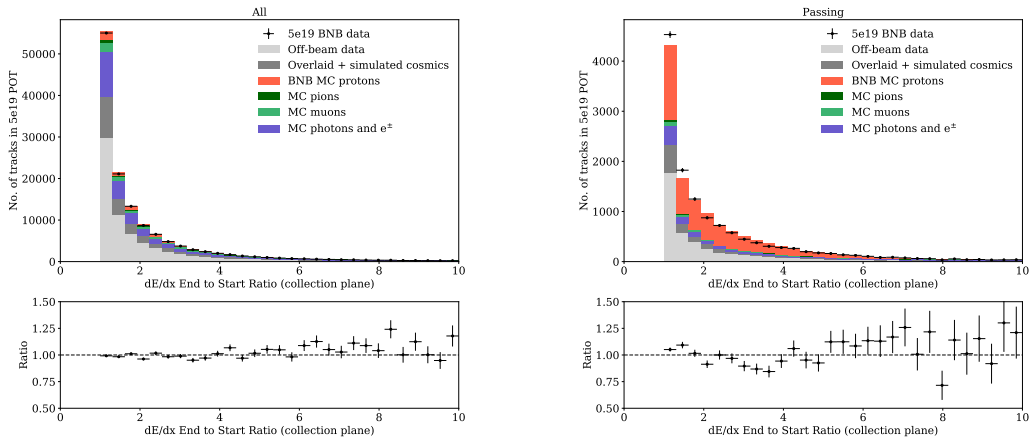 All
No. of tracks in 5e19 POT
50000
40000
30000
20000
10000
0
5e19 BNB data
Off-beam data
Overlaid + simulated cosmics
BNB MC protons
MC pions
MC muons
MC photons and e±
0 2 4 6 8 10
dE/dx End to Start Ratio (collection plane)
Ratio
1.50
1.25
1.00
0.75
0.50
0 2 4 6 8 10
dE/dx End to Start Ratio (collection plane)
Passing
No. of tracks in 5e19 POT
4000
3000
2000
1000
0
5e19 BNB data
Off-beam data
Overlaid + simulated cosmics
BNB MC protons
MC pions
MC muons
MC photons and e±
0 2 4 6 8 10
dE/dx End to Start Ratio (collection plane)
Ratio
1.50
1.25
1.00
0.75
0.50
0 2 4 6 8 10
dE/dx End to Start Ratio (collection plane)